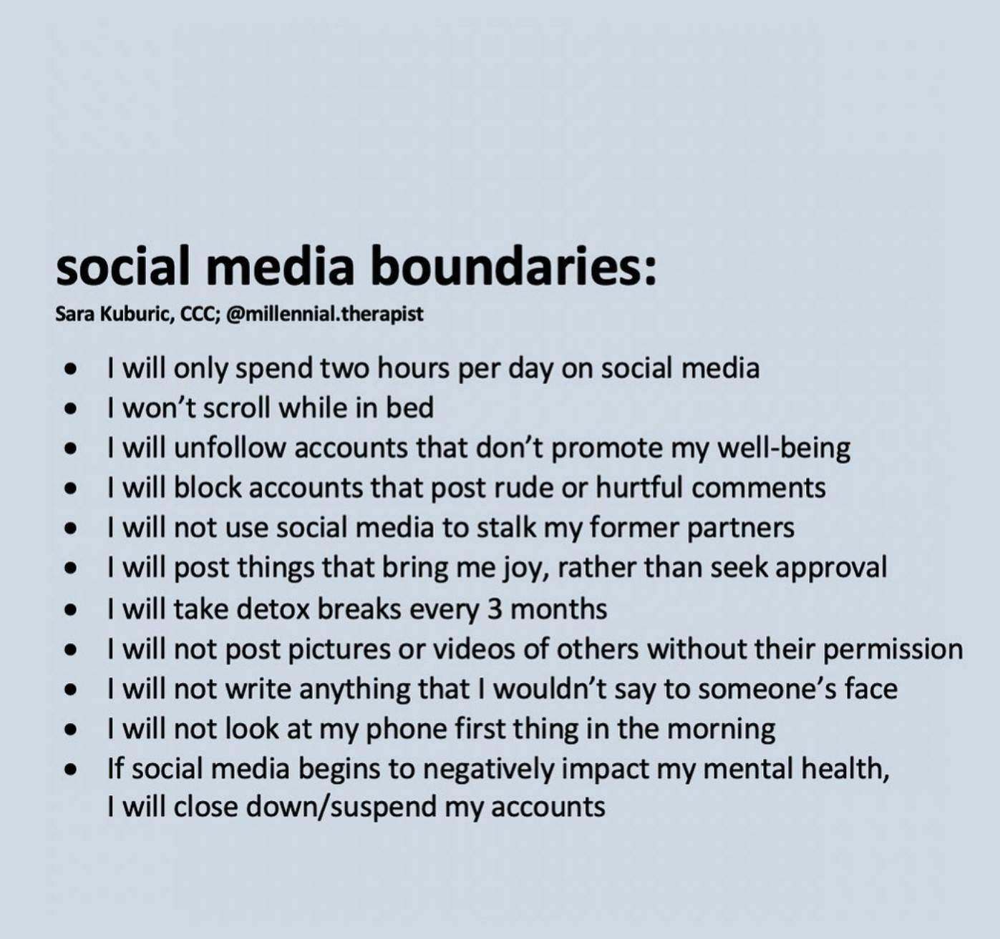 social media boundaries:
Sara Kuburic, CCC; @millennial.therapist
• I will only spend two hours per day on social media
• I won’t scroll while in bed
• I will unfollow accounts that don’t promote my well-being
• I will block accounts that post rude or hurtful comments
• I will not use social media to stalk my former partners
• I will post things that bring me joy, rather than seek approval
• I will take detox breaks every 3 months
• I will not post pictures or videos of others without their permission
• I will not write anything that I wouldn’t say to someone’s face
• I will not look at my phone first thing in the morning
• If social media begins to negatively impact my mental health,
I will close down/suspend my accounts